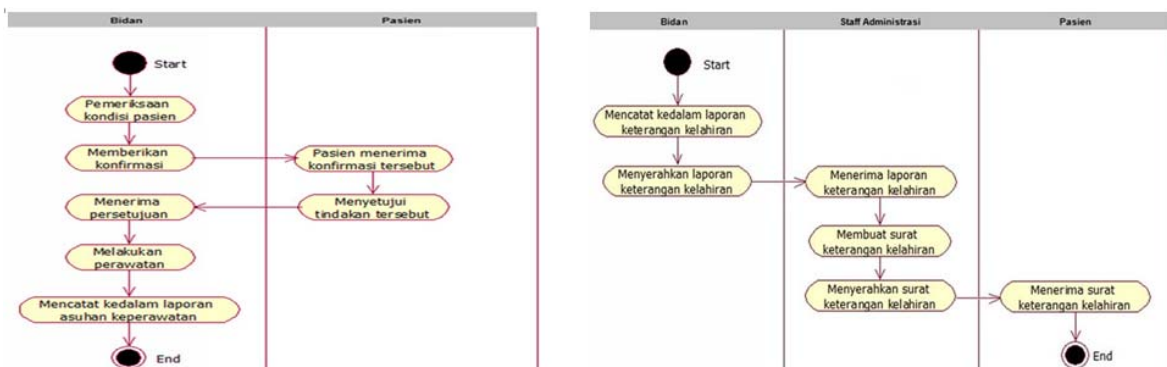 Bidan
Pasien
Start
Pemeriksaan
kondisi pasien
Memberikan
konfirmasi
Pasien menerima
konfirmasi tersebut
Menerima
persetujuan
Menyetujui
tindakan tersebut
Melakukan
perawatan
Mencatat kedalam laporan
asuhan keperawatan
End
Bidan
Staff Administrasi
Pasien
Start
Mencatat kedalam laporan
keterangan kelahiran
Menyerahkan laporan
keterangan kelahiran
Menerima laporan
keterangan kelahiran
Membuat surat
keterangan kelahiran
Menyerahkan surat
keterangan kelahiran
Menerima surat
keterangan kelahiran
End